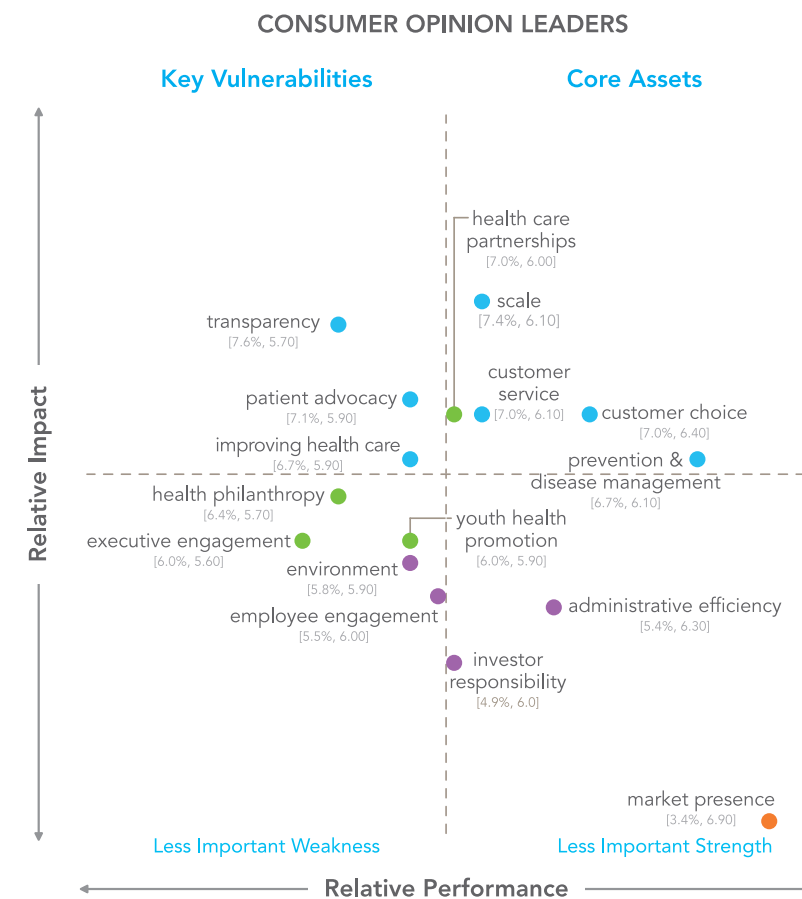 CONSUMER OPINION LEADERS
Key Vulnerabilities
Core Assets
health care
partnerships
[7.0%, 6.00]
scale
[7.4%, 6.10]
transparency
[7.6%, 5.70]
customer
service
[7.0%, 6.10]
patient advocacy
[7.1%, 5.90]
customer choice
[7.0%, 6.40]
improving health care
[6.7%, 5.90]
prevention &
disease management
[6.7%, 6.10]
health philanthropy
[6.4%, 5.70]
youth health
promotion
[6.0%, 5.90]
executive engagement
[6.0%, 5.60]
environment
[5.8%, 5.90]
employee engagement
[5.5%, 6.00]
administrative efficiency
[5.4%, 6.30]
investor
responsibility
[4.9%, 6.0]
market presence
[3.4%, 6.90]
Less Important Weakness
Less Important Strength
Relative Impact
Relative Performance